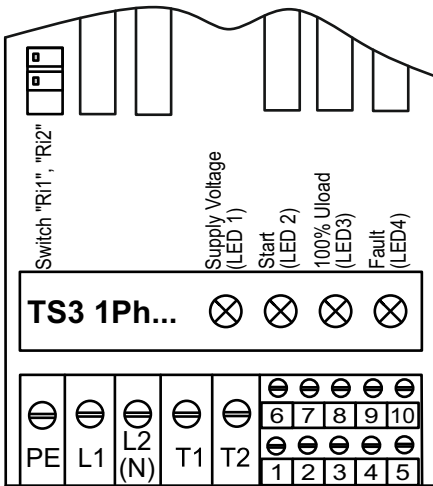 Switch "Ri1", "Ri2"
Supply Voltage
(LED 1)
Start
(LED 2)
100% Uload
(LED3)
Fault
(LED4)
TS3 1Ph...
6 7 8 9 10
PE L1 L2 T1 T2
(N)
1 2 3 4 5